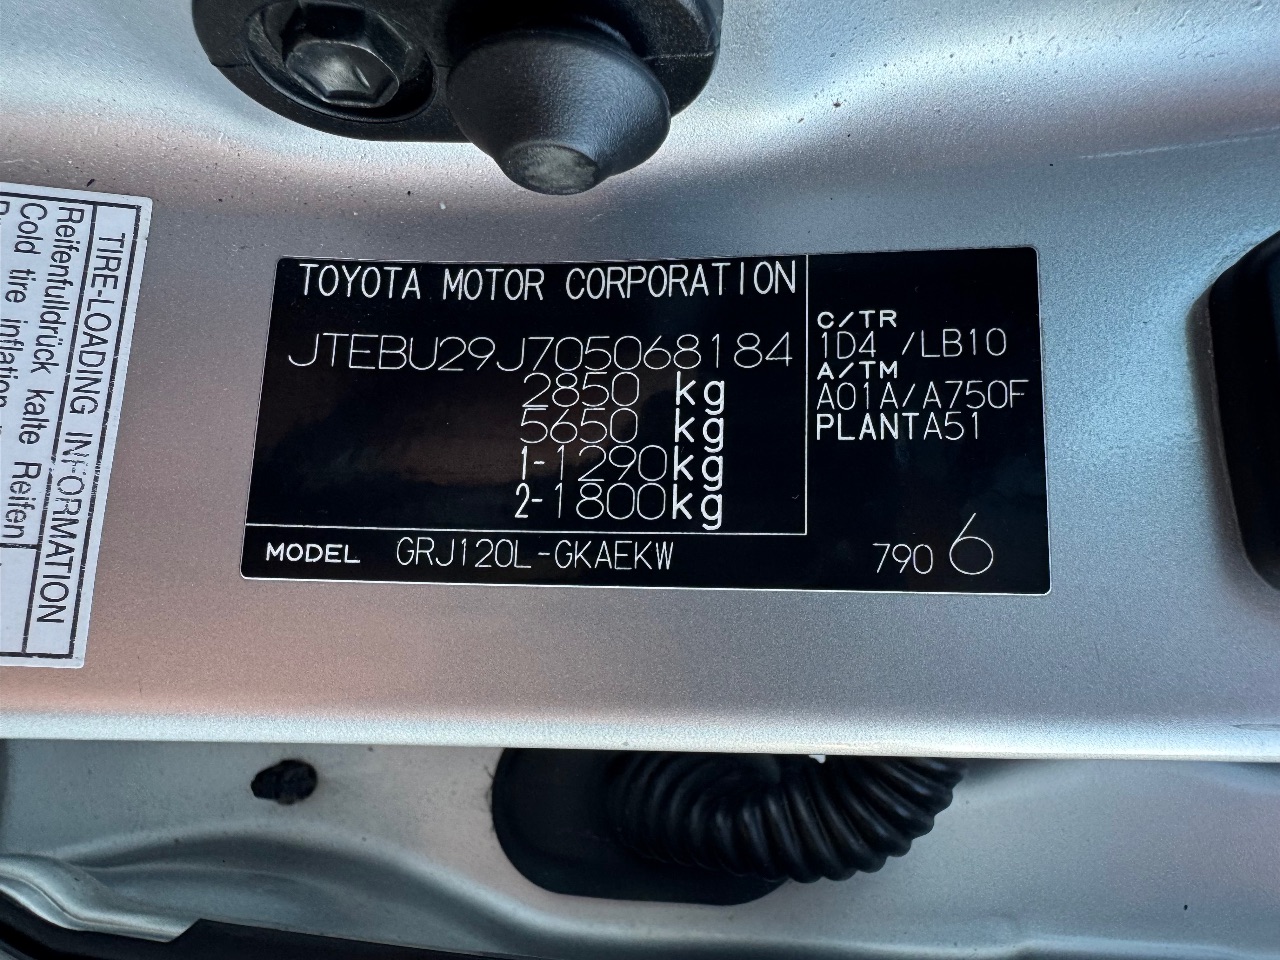 TIRE-LOADING INFORMATION
Reifenfulldrück kalte Reifen
Cold tire inflation
TOYOTA MOTOR CORPORATION
JTEBU29J705068184
2850 kg
5650 kg
1-1290kg
2-1800kg
C/TR
1D4 /LB10
A/TM
A01A/A750F
PLANTA51
MODEL GRJ120L-GKAEKW
790 6